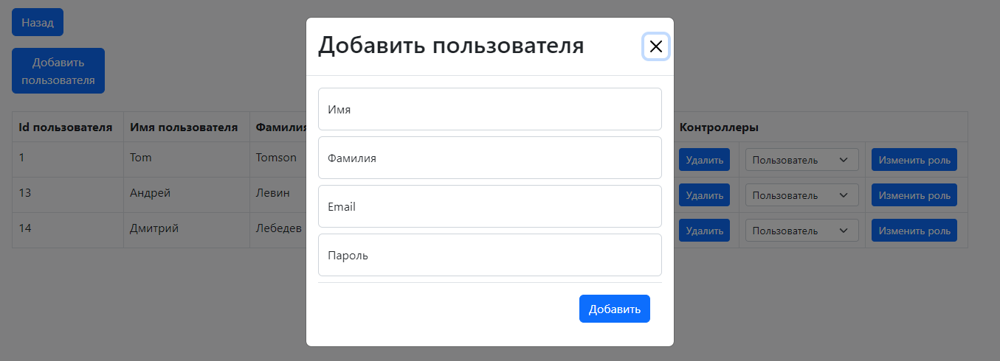 Назад
Добавить
пользователя
Добавить пользователя
Имя
Фамилия
Email
Пароль
Добавить
Id пользователя Имя пользователя Фамилия Контроллеры
1 Tom Tomson Удалить Пользователь Изменить роль
13 Андрей Левин Удалить Пользователь Изменить роль
14 Дмитрий Лебедев Удалить Пользователь Изменить роль